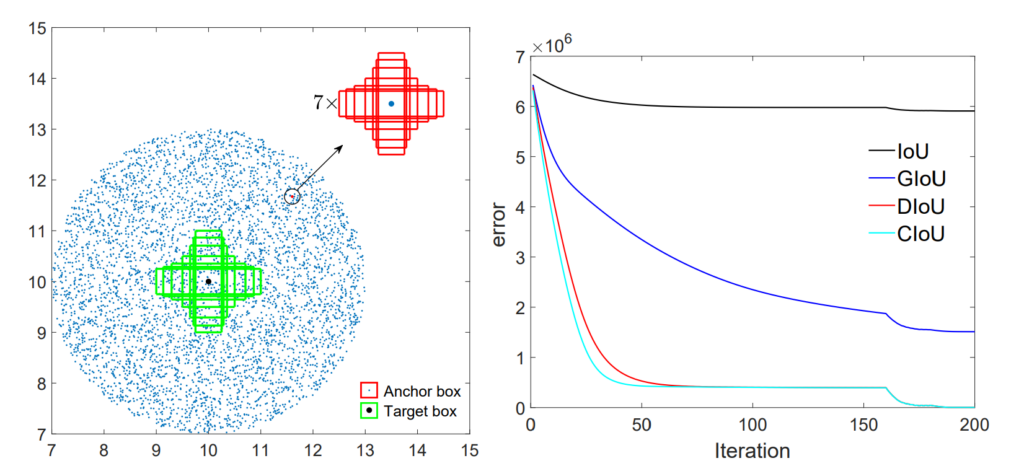 15
14
13
12
11
10
9
8
7
7 8 9 10 11 12 13 14 15
7×
Anchor box
Target box
×10⁶
7
6
5
4
3
2
1
0
0 50 100 150 200
error
Iteration
IoU
GIoU
DIoU
CIoU